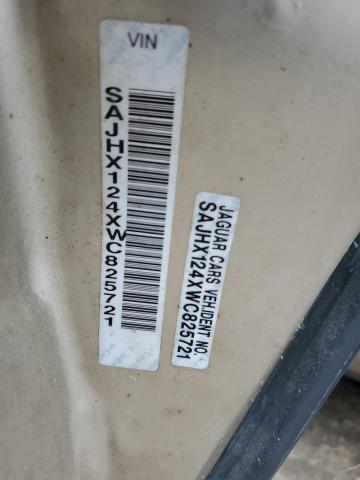 VIN
SAJHX124XWC825721
JAGUAR CARS VEH.IDENT NO.
SAJHX124XWC825721